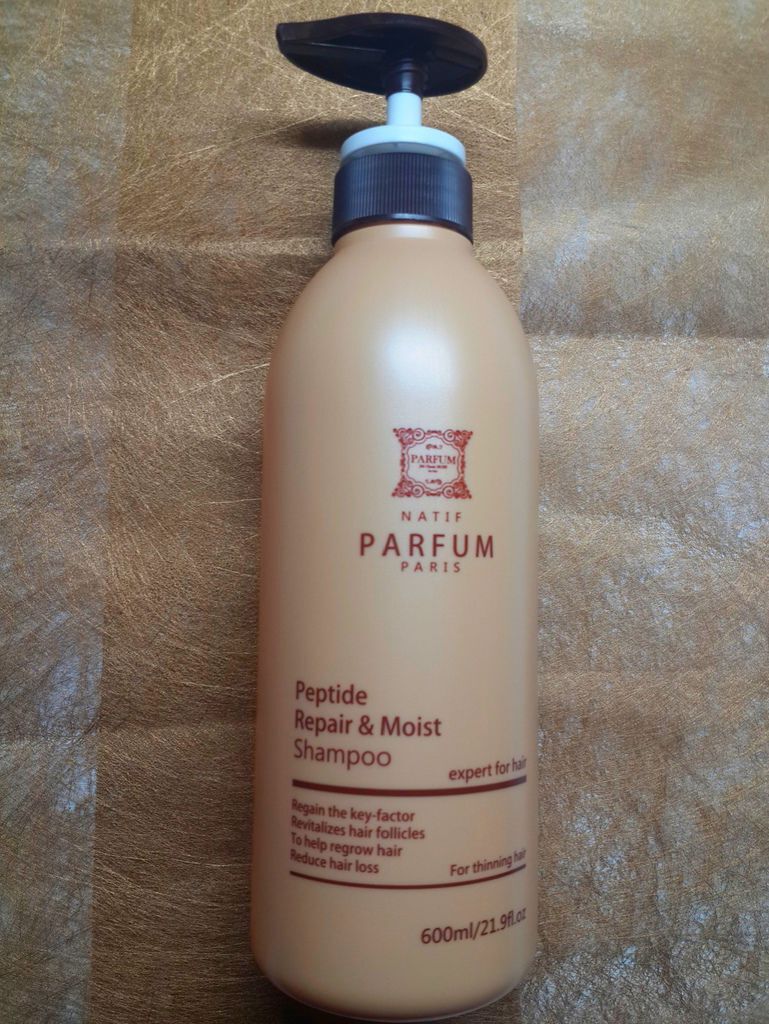 PARFUM
NATIF
PARFUM
PARIS
Peptide
Repair & Moist
Shampoo
expert for hair
Regain the key-factor
Revitalizes hair follicles
To help regrow hair
Reduce hair loss
For thinning hair
600ml/21.9fl.oz